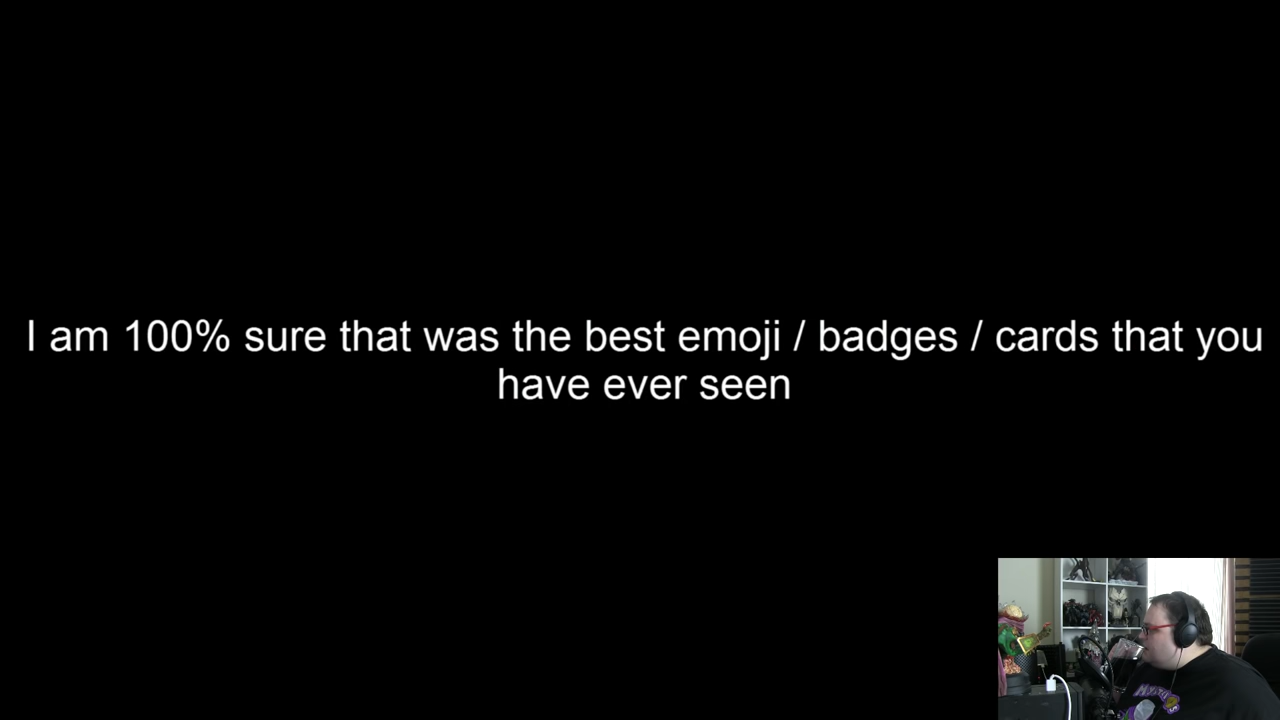 I am 100% sure that was the best emoji / badges / cards that you
have ever seen